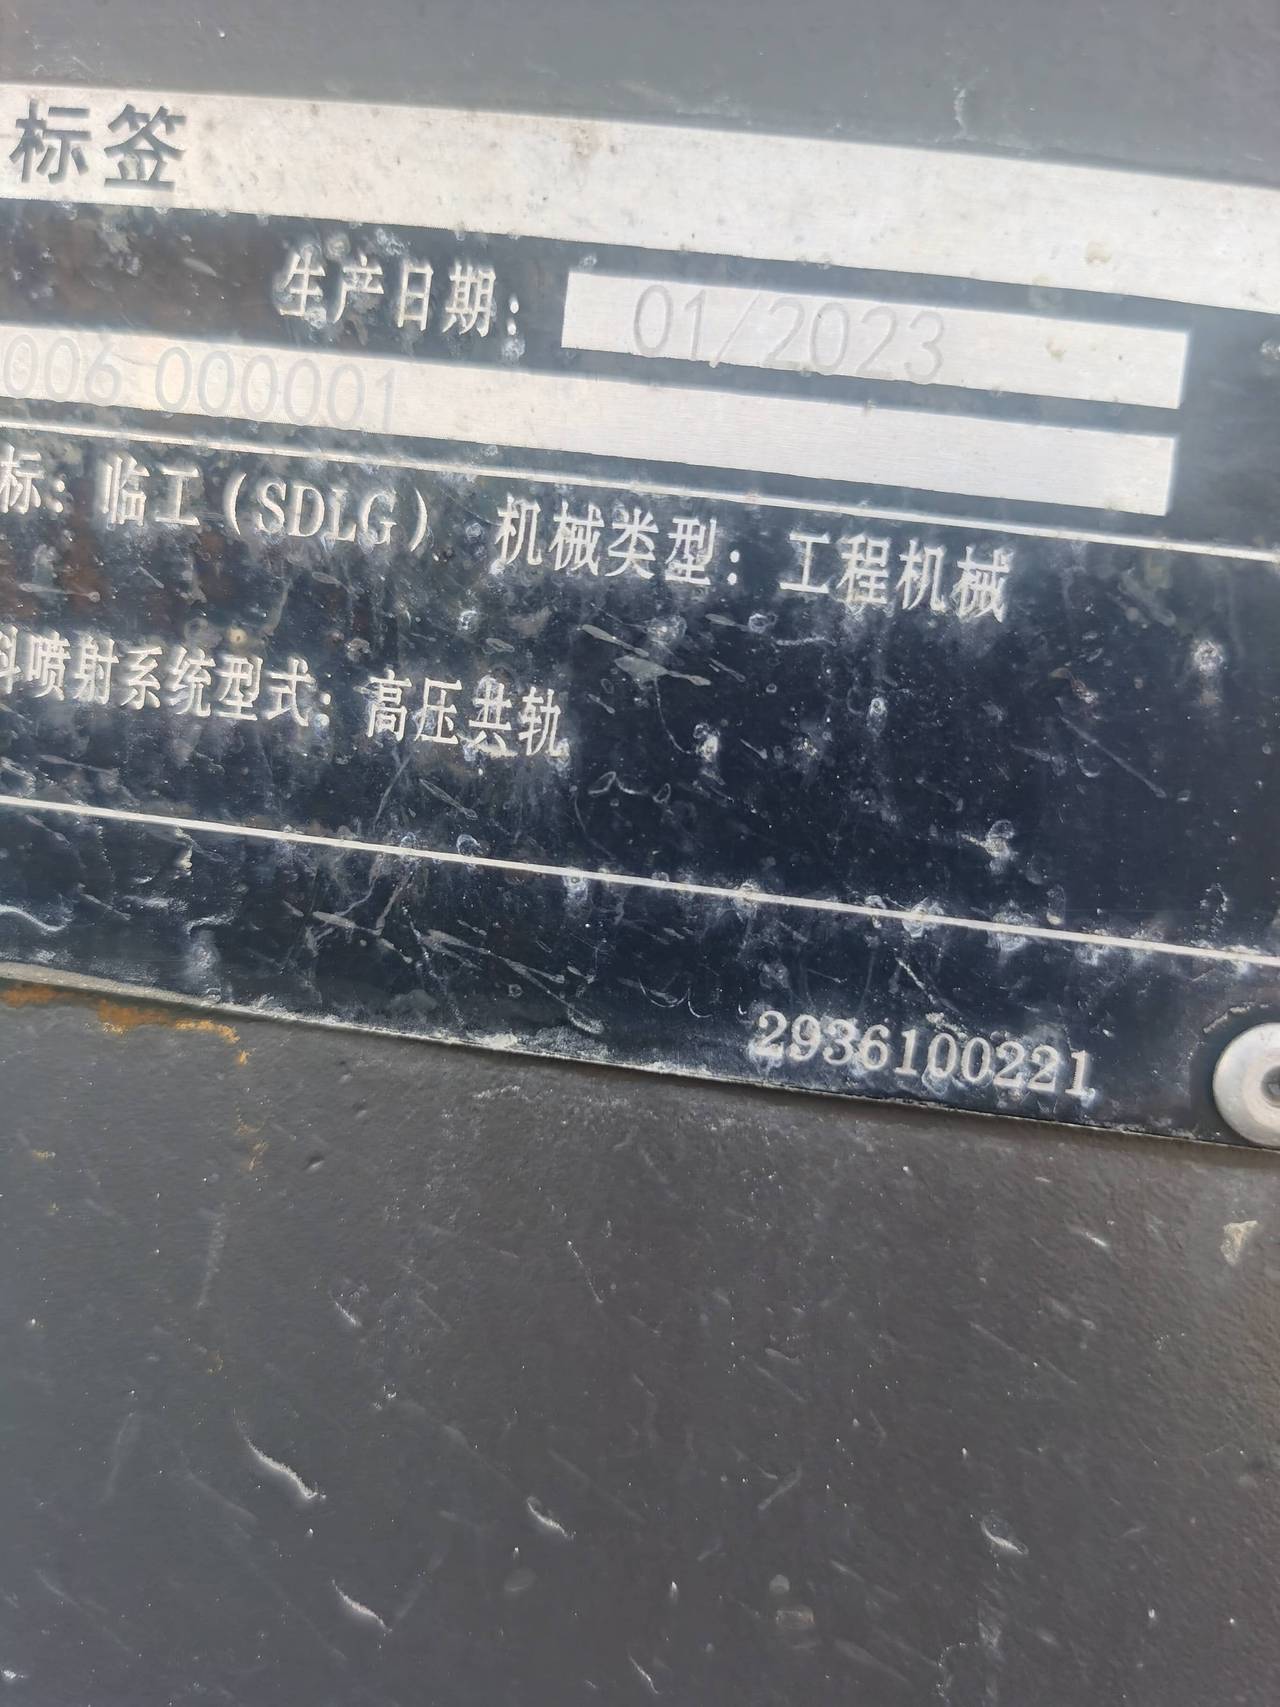 标签
生产日期: 01/2023
006 000001
标: 临工(SDLG) 机械类型: 工程机械
料喷射系统型式: 高压共轨
2936100221